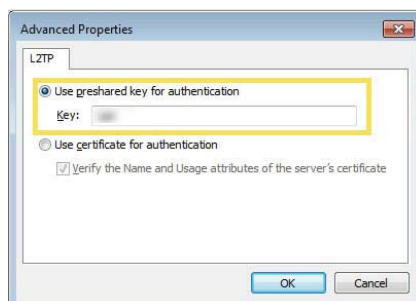 Advanced Properties
L2TP
Use preshared key for authentication
Key:
Use certificate for authentication
Verify the Name and Usage attributes of the server's certificate
OK Cancel